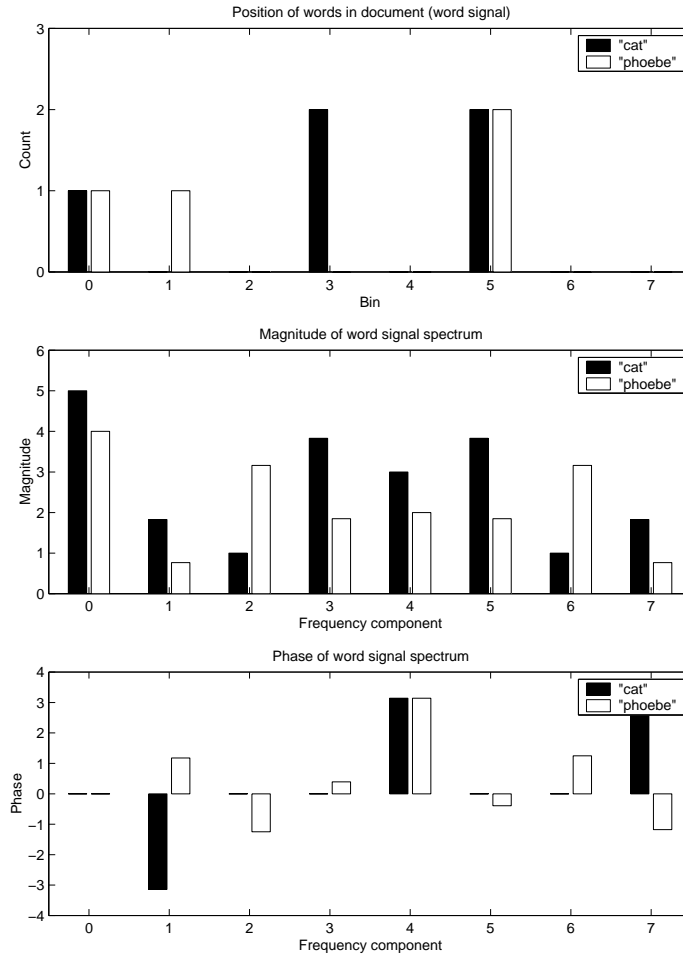 Position of words in document (word signal)
3
2
1
0
Count
"cat"
"phoebe"
0 1 2 3 4 5 6 7
Bin
Magnitude of word signal spectrum
6
5
4
3
2
1
0
Magnitude
"cat"
"phoebe"
0 1 2 3 4 5 6 7
Frequency component
Phase of word signal spectrum
4
3
2
1
0
−1
−2
−3
−4
Phase
"cat"
"phoebe"
0 1 2 3 4 5 6 7
Frequency component